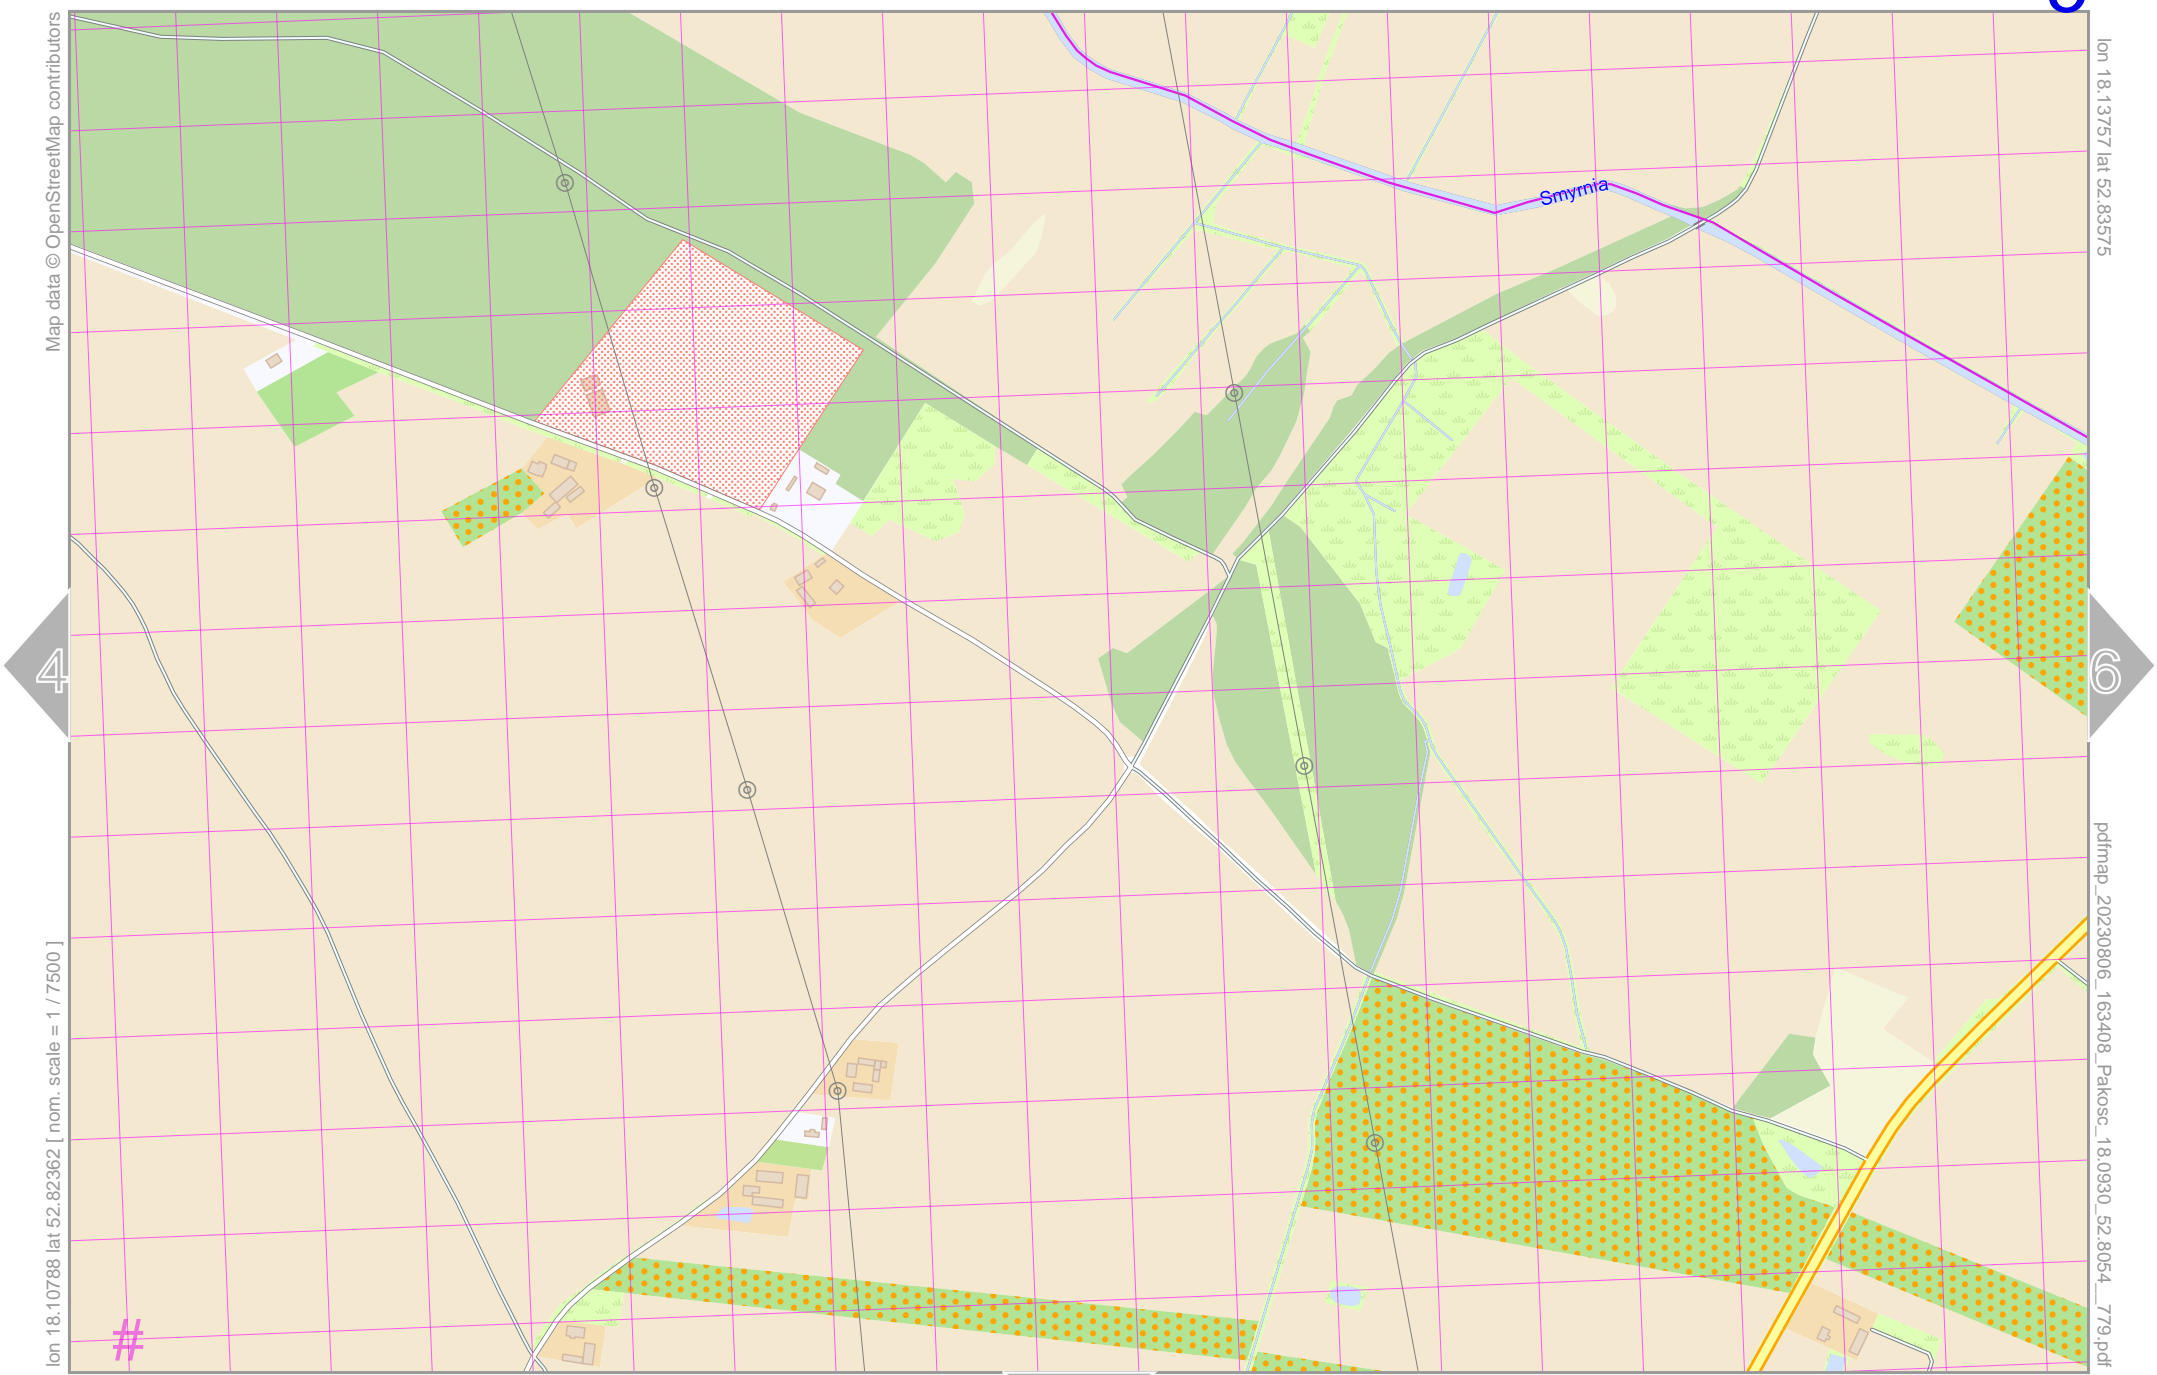 Map data © OpenStreetMap contributors
lon 18.10788 lat 52.82362 [ nom. scale = 1 / 7500 ]
lon 18.13757 lat 52.83575
pdfmap_20230806_163408_Pakosc_18.0930_52.8054__779.pdf
Smyrnia
4
6
#